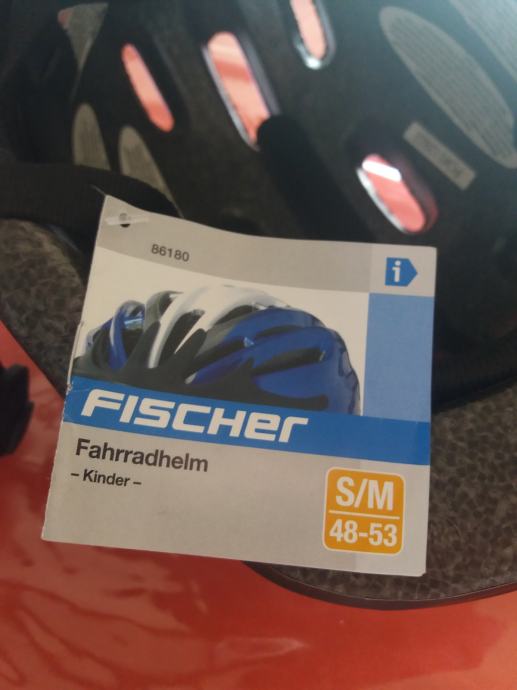 86180
i
FISCHER
Fahrradhelm
– Kinder –
S/M
48-53